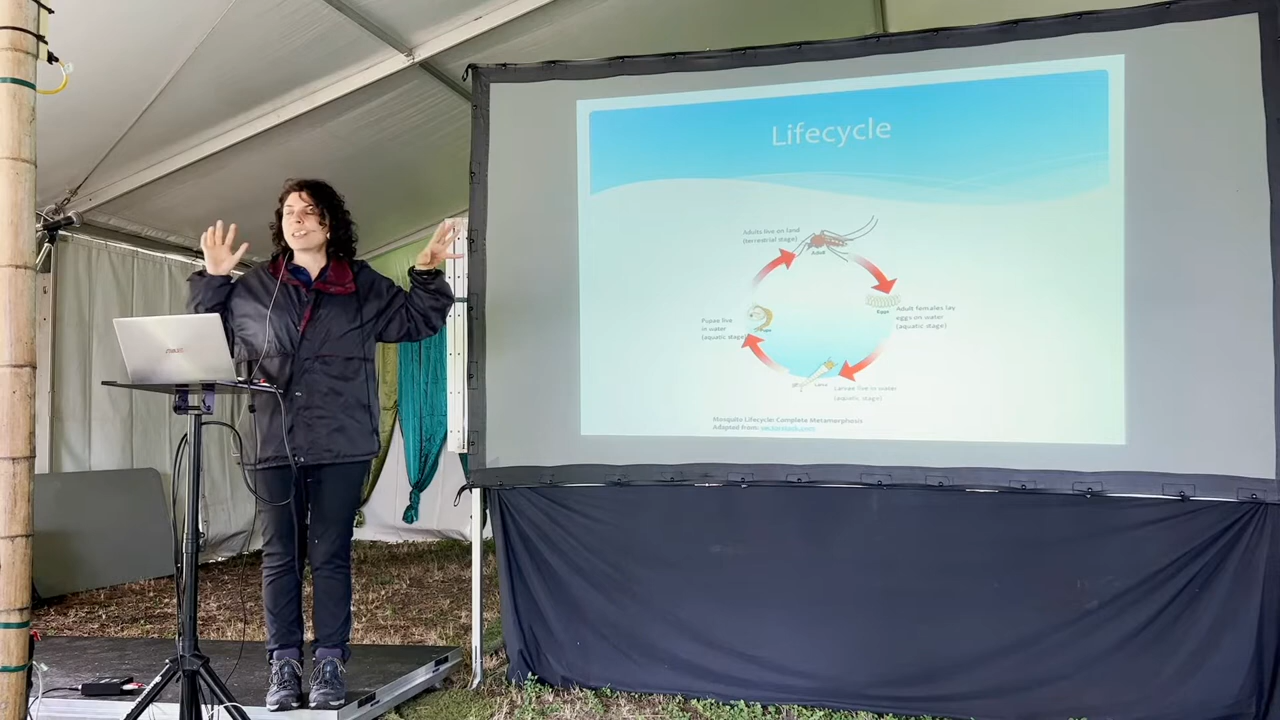 Lifecycle
Adults live on land
(terrestrial stage)
Adult
Eggs
Adult females lay
eggs on water
(aquatic stage)
Pupae live
in water
(aquatic stage)
Larva
Larvae live in water
(aquatic stage)
Mosquito Lifecycle: Complete Metamorphosis
Adapted from: